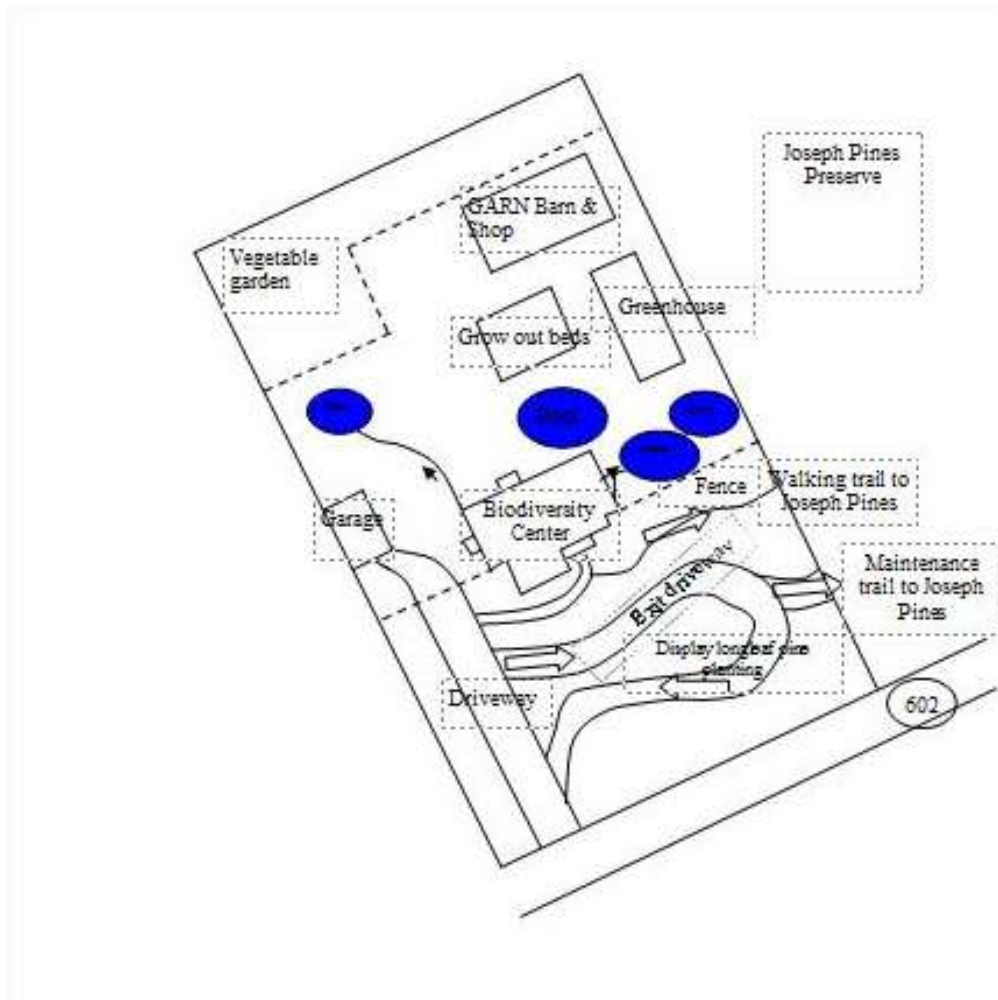 Joseph Pines
Preserve
GARN Barn &
Shop
Vegetable
garden
Greenhouse
Grow out beds
Fence
Walking trail to
Joseph Pines
Garage
Biodiversity
Center
Exit driveway
Maintenance
trail to Joseph
Pines
Display longleaf pine
planting
Driveway
602